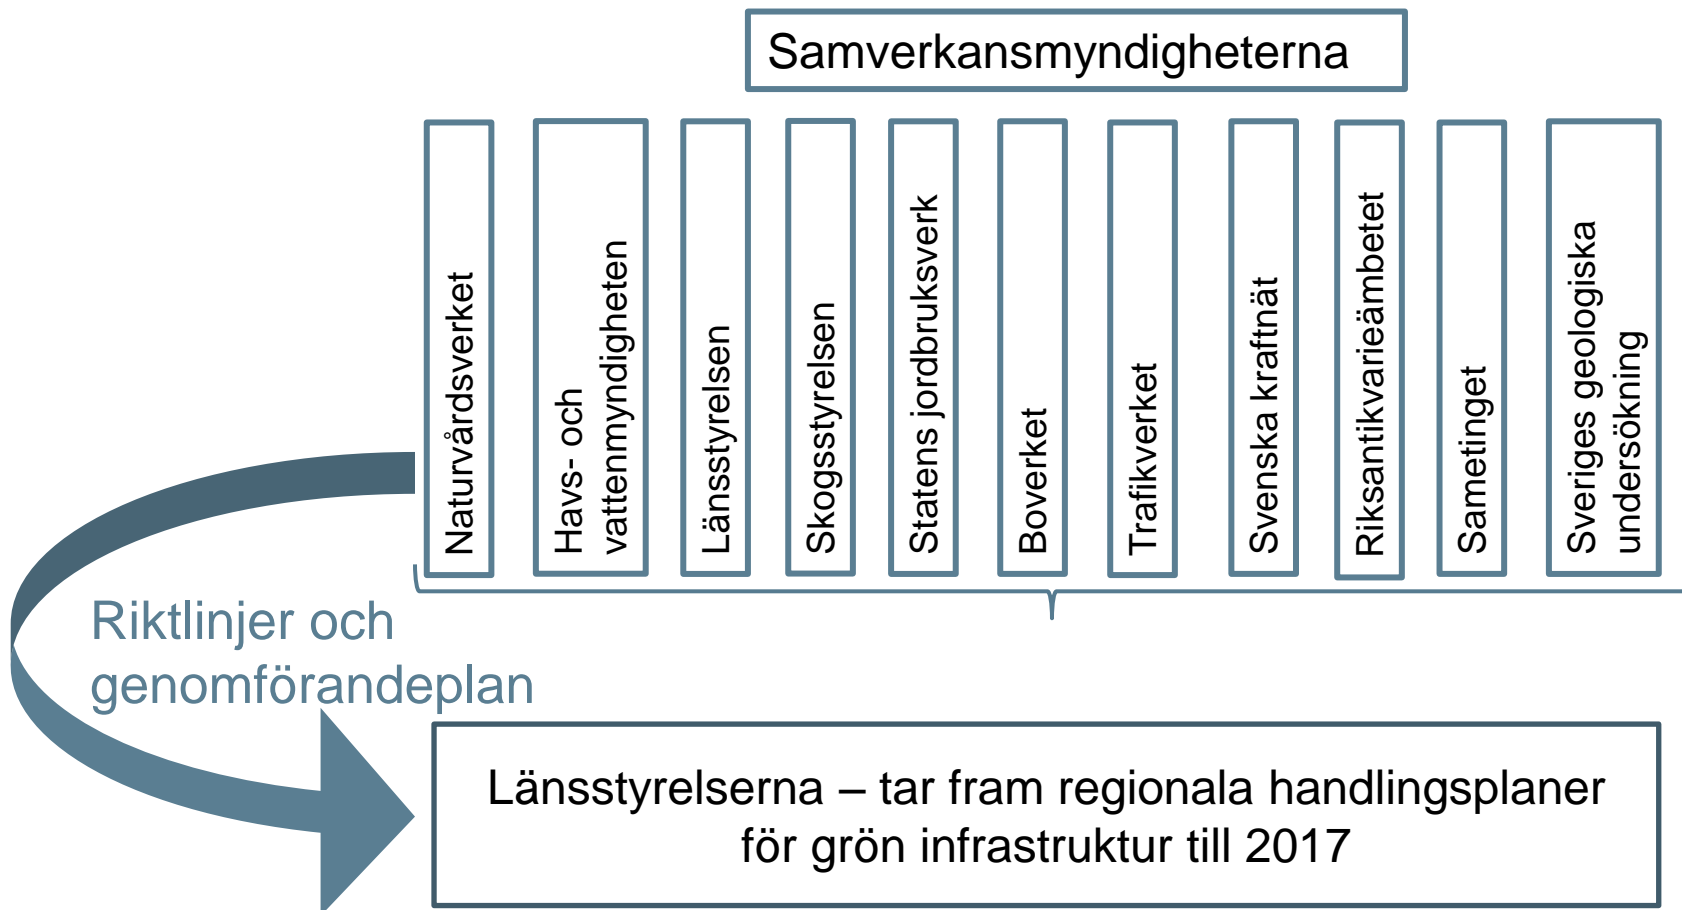 Samverkansmyndigheterna
Naturvårdsverket
Havs- och
vattenmyndigheten
Länsstyrelsen
Skogsstyrelsen
Statens jordbruksverk
Boverket
Trafikverket
Svenska kraftnät
Riksantikvarieämbetet
Sametinget
Sveriges geologiska
undersökning
Riktlinjer och
genomförandeplan
Länsstyrelserna – tar fram regionala handlingsplaner
för grön infrastruktur till 2017